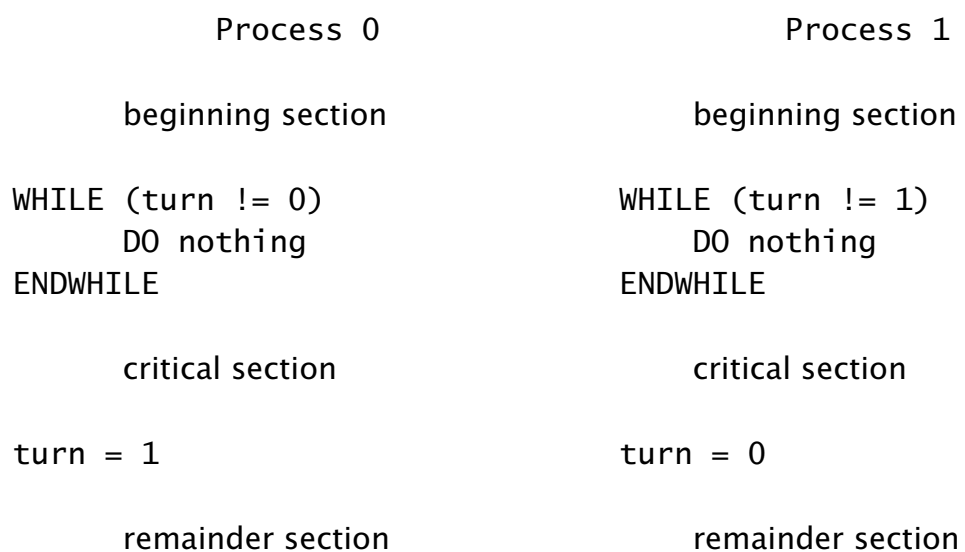 Process 0 Process 1
beginning section beginning section
WHILE (turn != 0) WHILE (turn != 1)
DO nothing DO nothing
ENDWHILE ENDWHILE
critical section critical section
turn = 1 turn = 0
remainder section remainder section